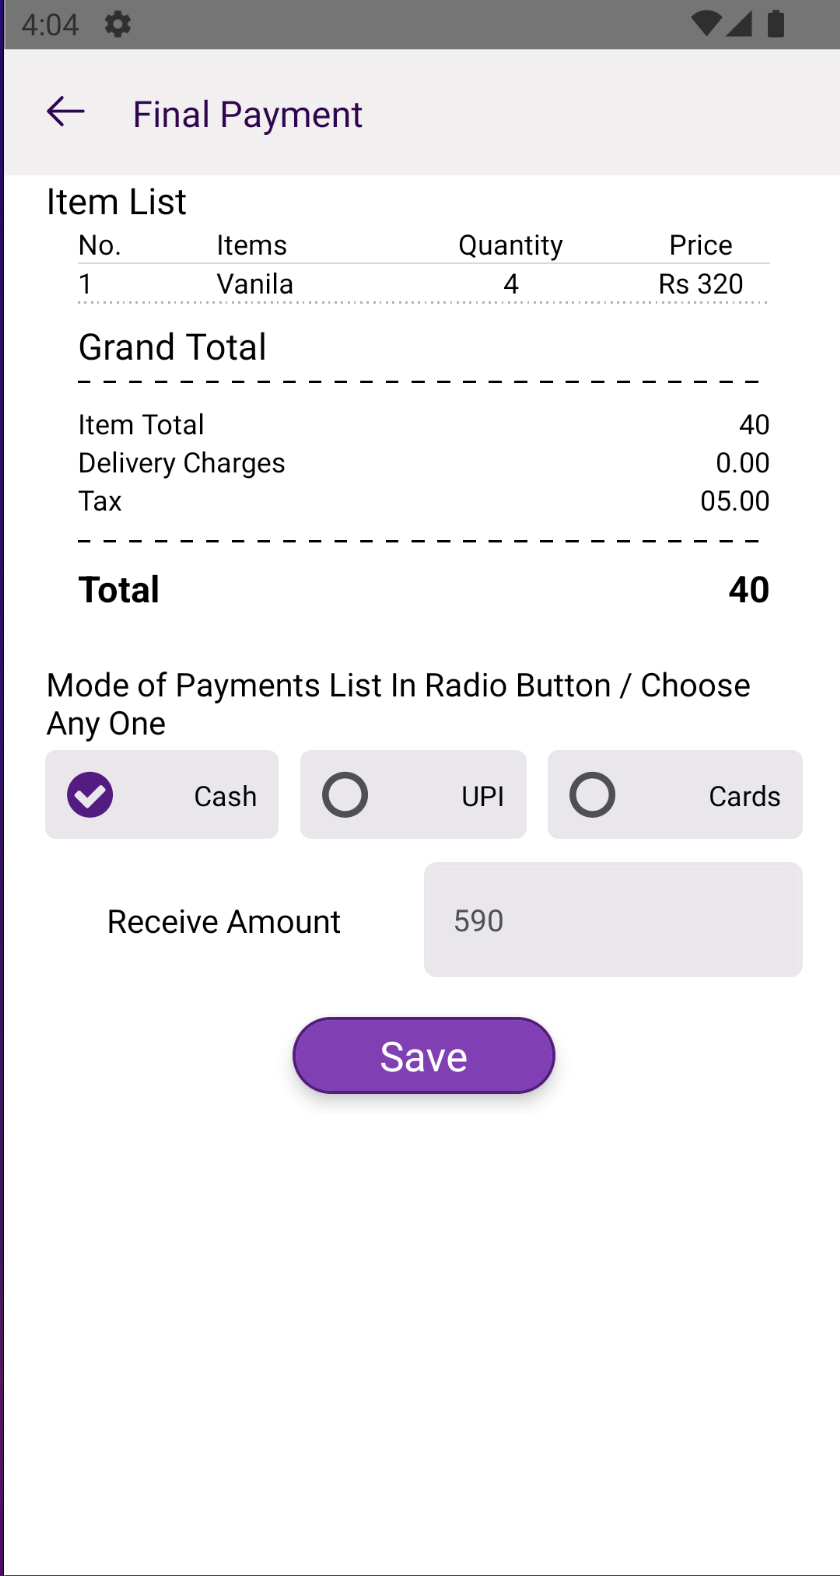 4:04
Final Payment
Item List
No. Items Quantity Price
1 Vanila 4 Rs 320
Grand Total
Item Total 40
Delivery Charges 0.00
Tax 05.00
Total 40
Mode of Payments List In Radio Button / Choose
Any One
Cash UPI Cards
Receive Amount 590
Save